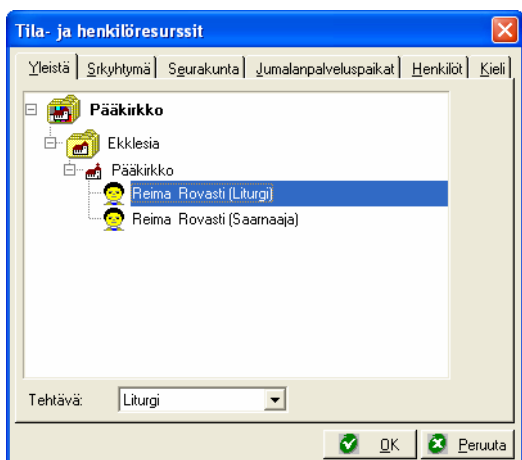 Tila- ja henkilöresurssit
Yleistä Srkyhtymä Seurakunta Jumalanpalveluspaikat Henkilöt Kieli
Pääkirkko
Ekklesia
Pääkirkko
Reima Rovasti (Liturgi)
Reima Rovasti (Saarnaaja)
Tehtävä: Liturgi
OK Peruuta